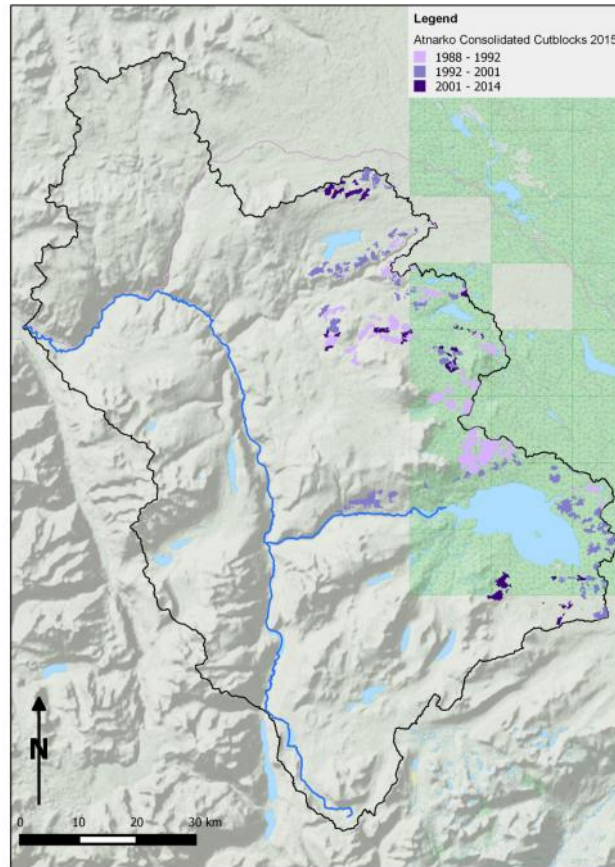 Legend
Atnarko Consolidated Cutblocks 2015
1988 - 1992
1992 - 2001
2001 - 2014
N
0 10 20 30 km